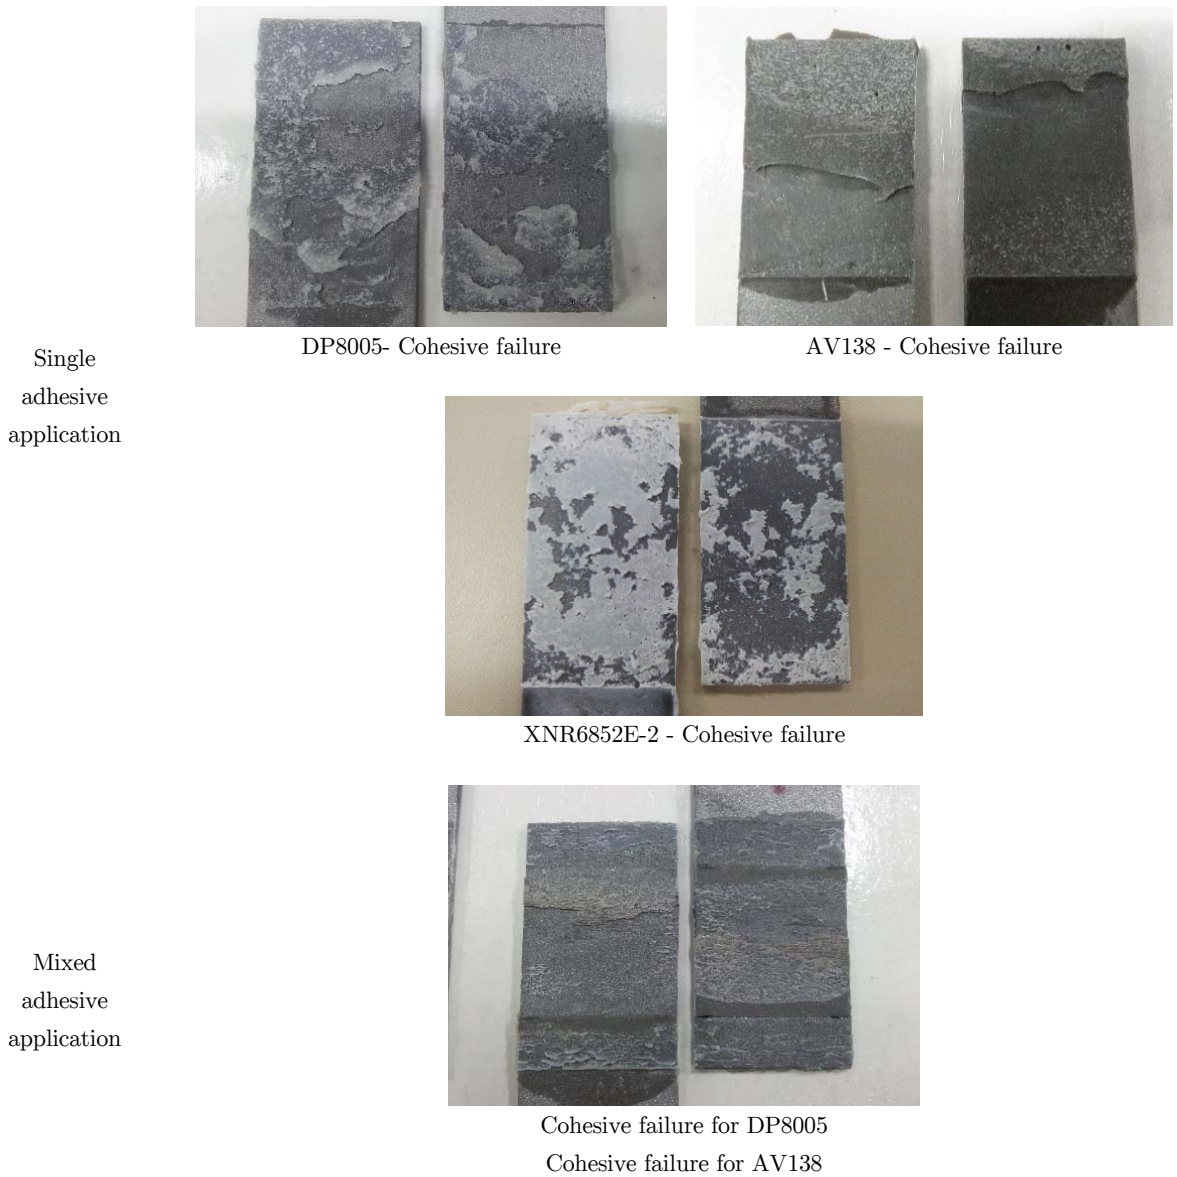 DP8005- Cohesive failure
AV138 - Cohesive failure
Single
adhesive
application
XNR6852E-2 - Cohesive failure
Mixed
adhesive
application
Cohesive failure for DP8005
Cohesive failure for AV138